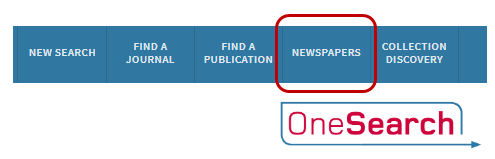 NEW SEARCH
FIND A
JOURNAL
FIND A
PUBLICATION
NEWSPAPERS
COLLECTION
DISCOVERY
OneSearch